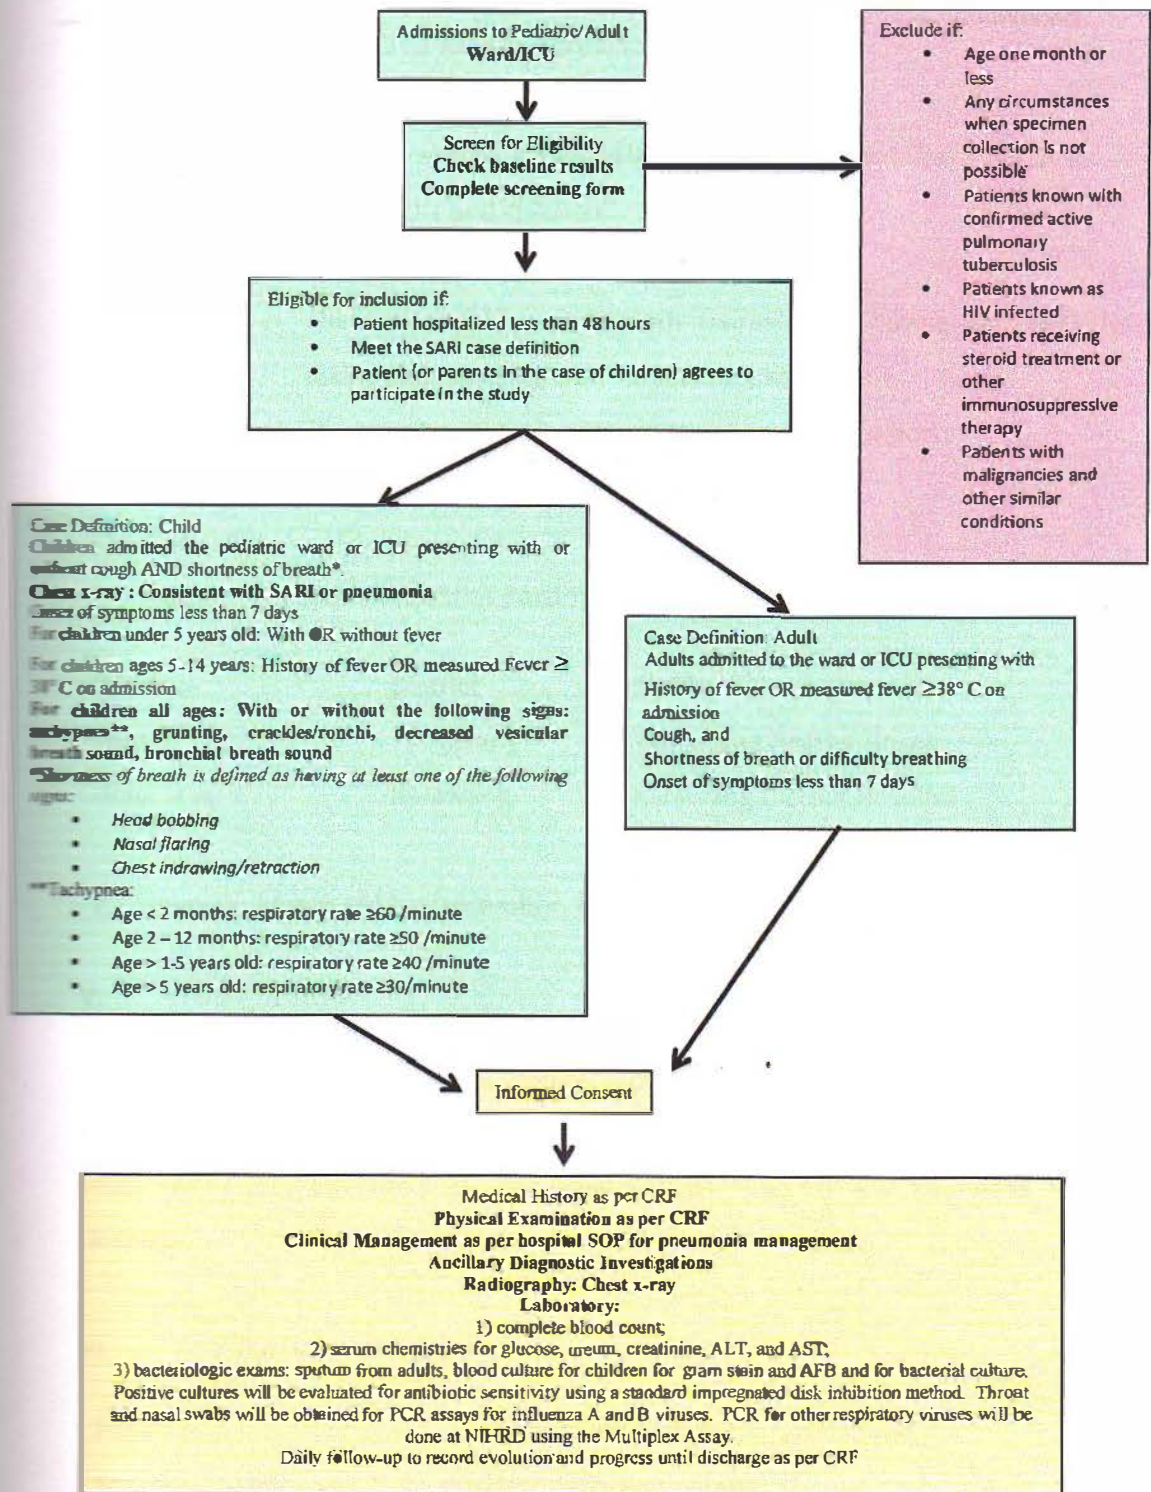 Admissions to Pediatric/Adult
Ward/ICU
Screen for Eligibility
Check baseline results
Complete screening form
Exclude if:
• Age one month or
less
• Any circumstances
when specimen
collection is not
possible
• Patients known with
confirmed active
pulmonary
tuberculosis
• Patients known as
HIV infected
• Patients receiving
steroid treatment or
other
immunosuppressive
therapy
• Patients with
malignancies and
other similar
conditions
Eligible for inclusion if:
• Patient hospitalized less than 48 hours
• Meet the SARI case definition
• Patient (or parents in the case of children) agrees to
participate in the study
Case Definition: Child
Children admitted the pediatric ward or ICU presenting with or
without cough AND shortness of breath*.
Chest x-ray : Consistent with SARI or pneumonia
Onset of symptoms less than 7 days
For children under 5 years old: With OR without fever
For children ages 5-14 years: History of fever OR measured Fever ≥
38° C on admission
For children all ages: With or without the following signs:
tachypnea**, grunting, crackles/ronchi, decreased vesicular
breath sound, bronchial breath sound
*Shortness of breath is defined as having at least one of the following
signs:
• Head bobbing
• Nasal flaring
• Chest indrawing/retraction
**Tachypnea:
• Age < 2 months: respiratory rate ≥60 /minute
• Age 2 – 12 months: respiratory rate ≥50 /minute
• Age > 1-5 years old: respiratory rate ≥40 /minute
• Age > 5 years old: respiratory rate ≥30/minute
Case Definition: Adult
Adults admitted to the ward or ICU presenting with
History of fever OR measured fever ≥38° C on
admission
Cough, and
Shortness of breath or difficulty breathing
Onset of symptoms less than 7 days
Informed Consent
Medical History as per CRF
Physical Examination as per CRF
Clinical Management as per hospital SOP for pneumonia management
Ancillary Diagnostic Investigations
Radiography: Chest x-ray
Laboratory:
1) complete blood count;
2) serum chemistries for glucose, ureum, creatinine, ALT, and AST;
3) bacteriologic exams: sputum from adults, blood culture for children for gram stain and AFB and for bacterial culture.
Positive cultures will be evaluated for antibiotic sensitivity using a standard impregnated disk inhibition method. Throat
and nasal swabs will be obtained for PCR assays for influenza A and B viruses. PCR for other respiratory viruses will be
done at NIHRD using the Multiplex Assay.
Daily follow-up to record evolution and progress until discharge as per CRF